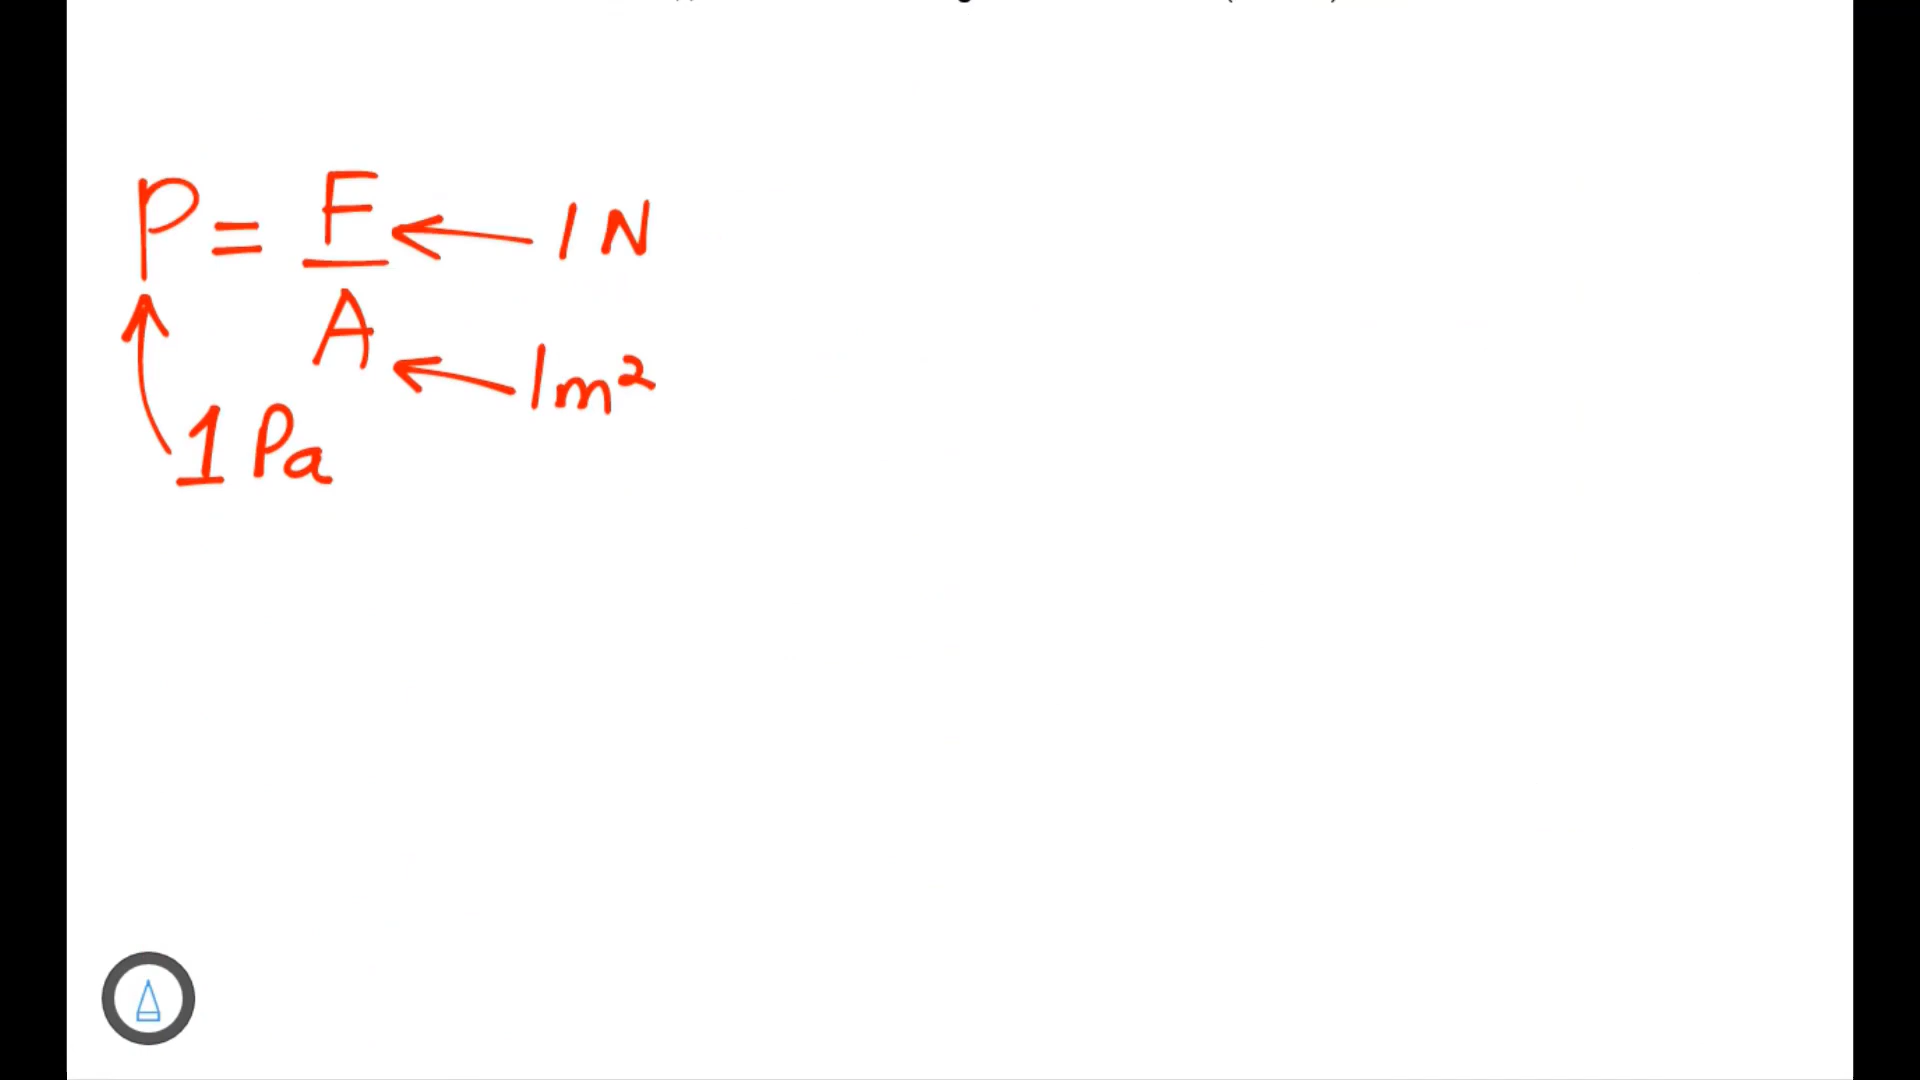 P = F/A ← 1 N
← 1m²
1 Pa